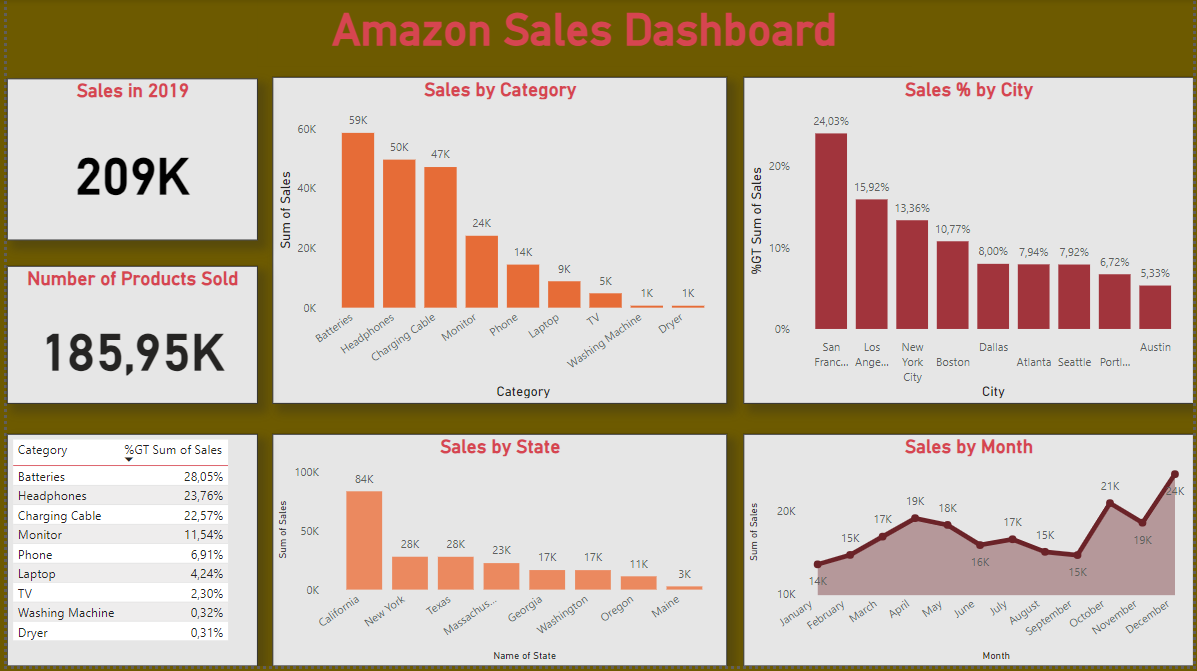 Amazon Sales Dashboard
Sales in 2019
209K
Number of Products Sold
185,95K
Category %GT Sum of Sales
Batteries 28,05%
Headphones 23,76%
Charging Cable 22,57%
Monitor 11,54%
Phone 6,91%
Laptop 4,24%
TV 2,30%
Washing Machine 0,32%
Dryer 0,31%
Sales by Category
Sum of Sales
60K
40K
20K
0K
59K
50K
47K
24K
14K
9K
5K
1K
1K
Batteries
Headphones
Charging Cable
Monitor
Phone
Laptop
TV
Washing Machine
Dryer
Category
Sales % by City
%GT Sum of Sales
20%
10%
0%
24,03%
15,92%
13,36%
10,77%
8,00%
7,94%
7,92%
6,72%
5,33%
San
Franc...
Los
Ange...
New
York
City
Boston
Dallas
Atlanta
Seattle
Portl...
Austin
City
Sales by State
Sum of Sales
100K
50K
0K
84K
28K
28K
23K
17K
17K
11K
3K
California
New York
Texas
Massachus...
Georgia
Washington
Oregon
Maine
Name of State
Sales by Month
Sum of Sales
20K
10K
14K
15K
17K
19K
18K
16K
17K
15K
15K
21K
19K
24K
January
February
March
April
May
June
July
August
September
October
November
December
Month